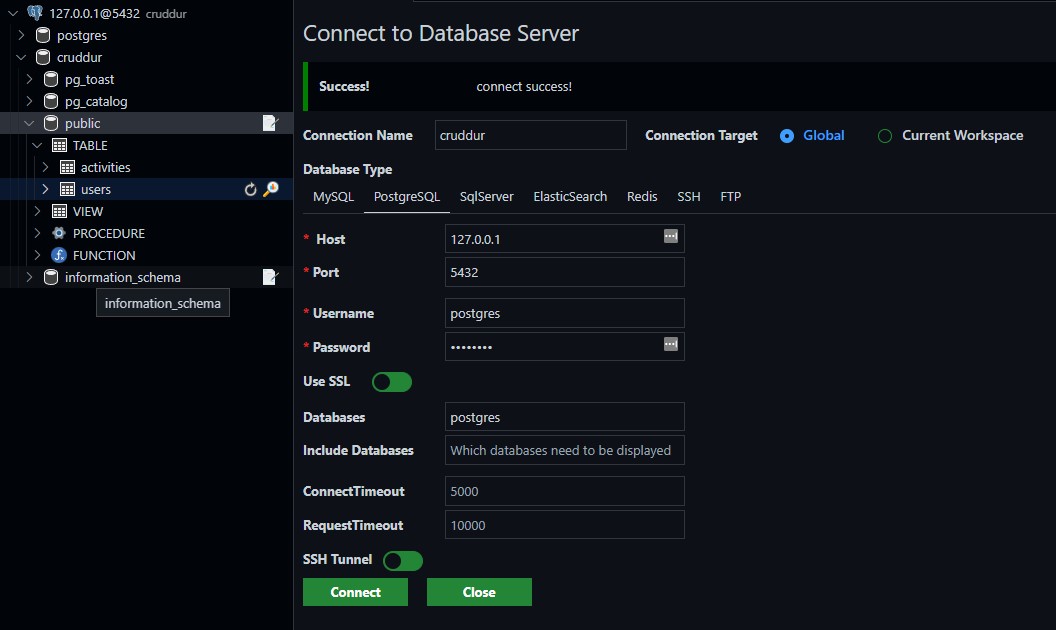 127.0.0.1@5432 cruddur
postgres
cruddur
pg_toast
pg_catalog
public
TABLE
activities
users
VIEW
PROCEDURE
FUNCTION
information_schema
information_schema
Connect to Database Server
Success! connect success!
Connection Name cruddur Connection Target Global Current Workspace
Database Type
MySQL PostgreSQL SqlServer ElasticSearch Redis SSH FTP
* Host 127.0.0.1
* Port 5432
* Username postgres
* Password ••••••••
Use SSL
Databases postgres
Include Databases Which databases need to be displayed
ConnectTimeout 5000
RequestTimeout 10000
SSH Tunnel
Connect Close